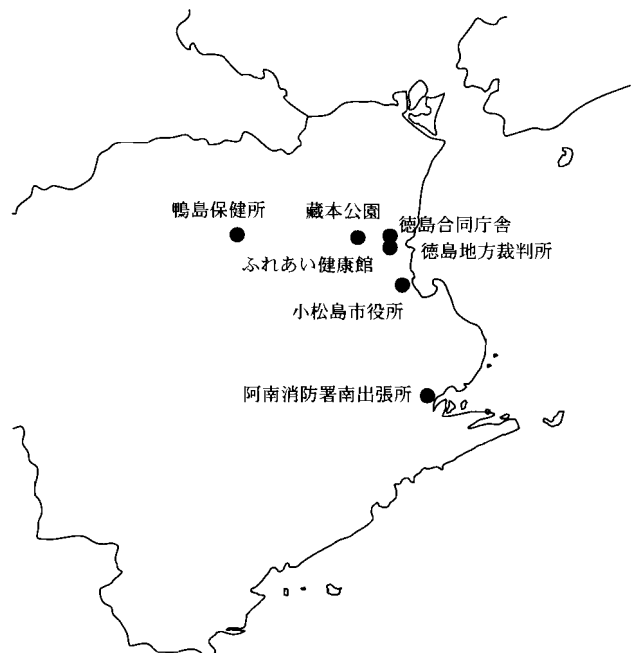 鴨島保健所
藏本公園
徳島合同庁舎
徳島地方裁判所
ふれあい健康館
小松島市役所
阿南消防署南出張所